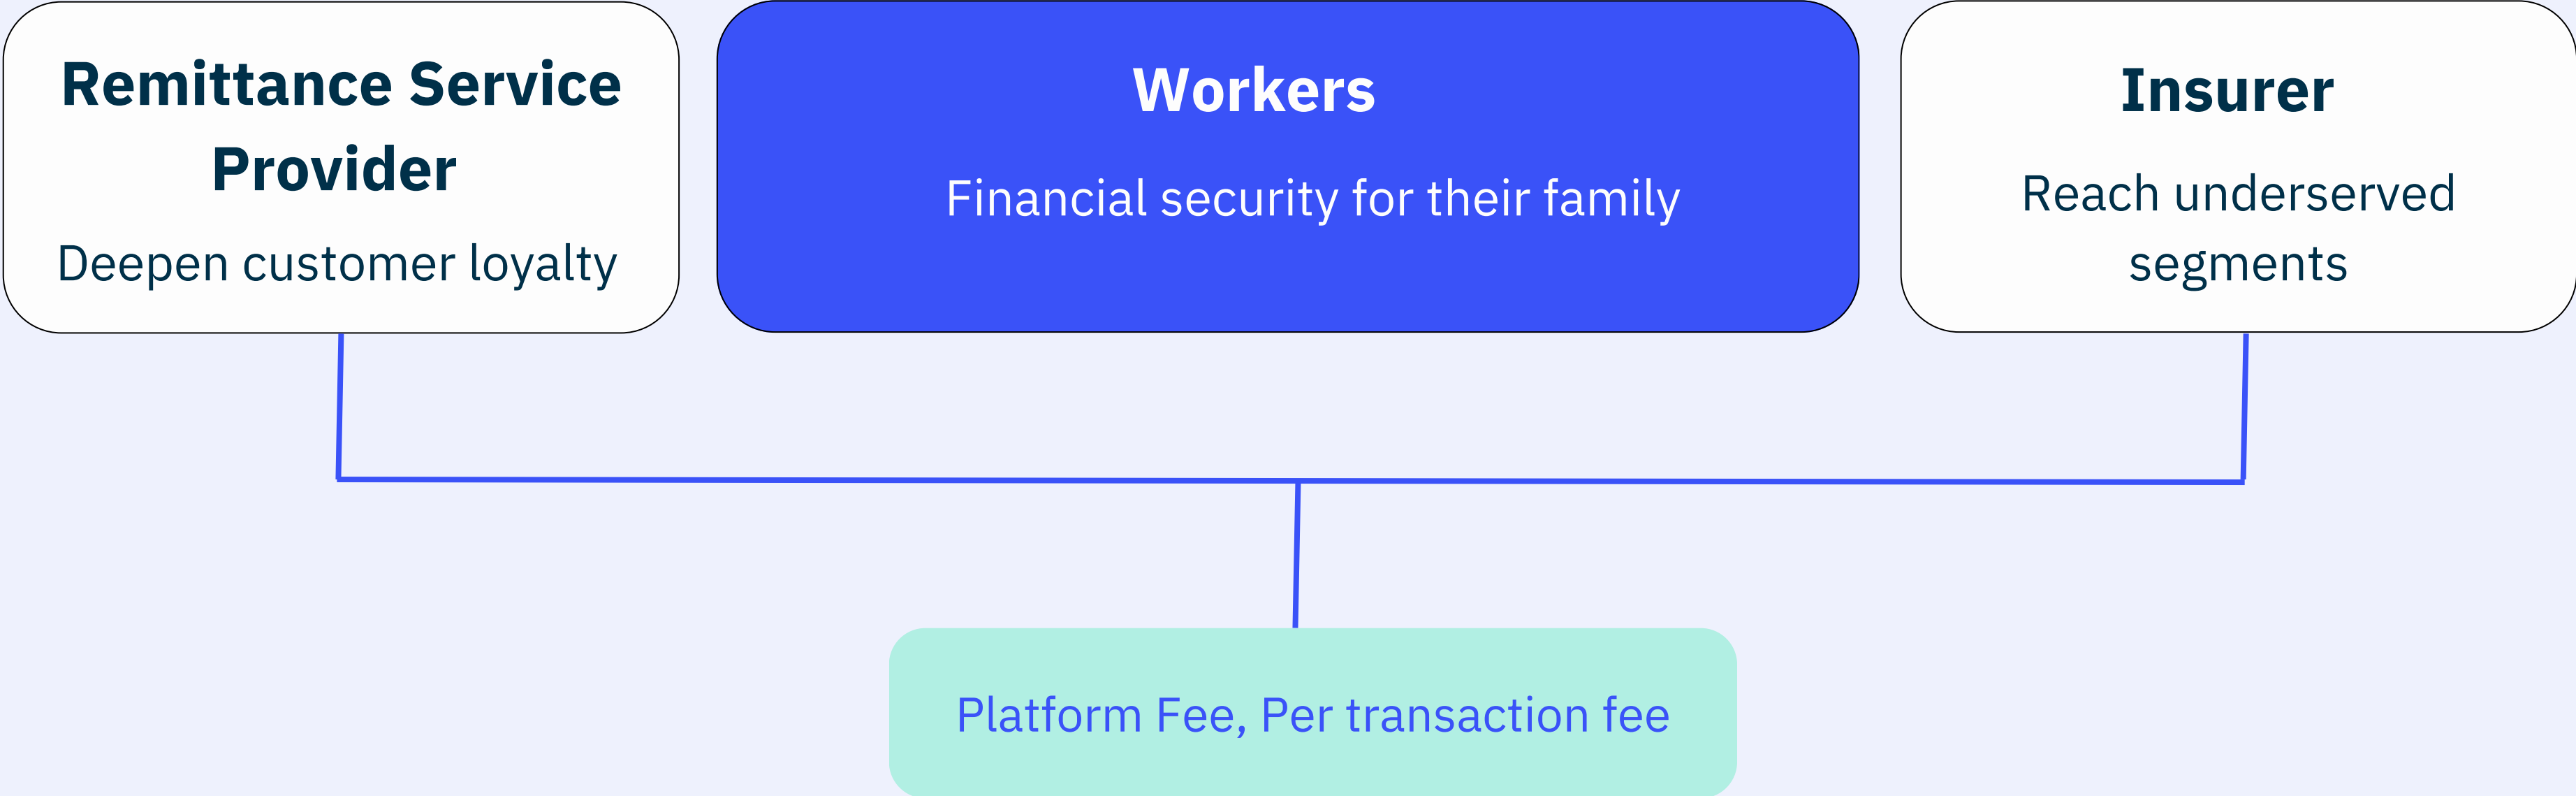 Remittance Service
Provider
Deepen customer loyalty
Workers
Financial security for their family
Insurer
Reach underserved
segments
Platform Fee, Per transaction fee